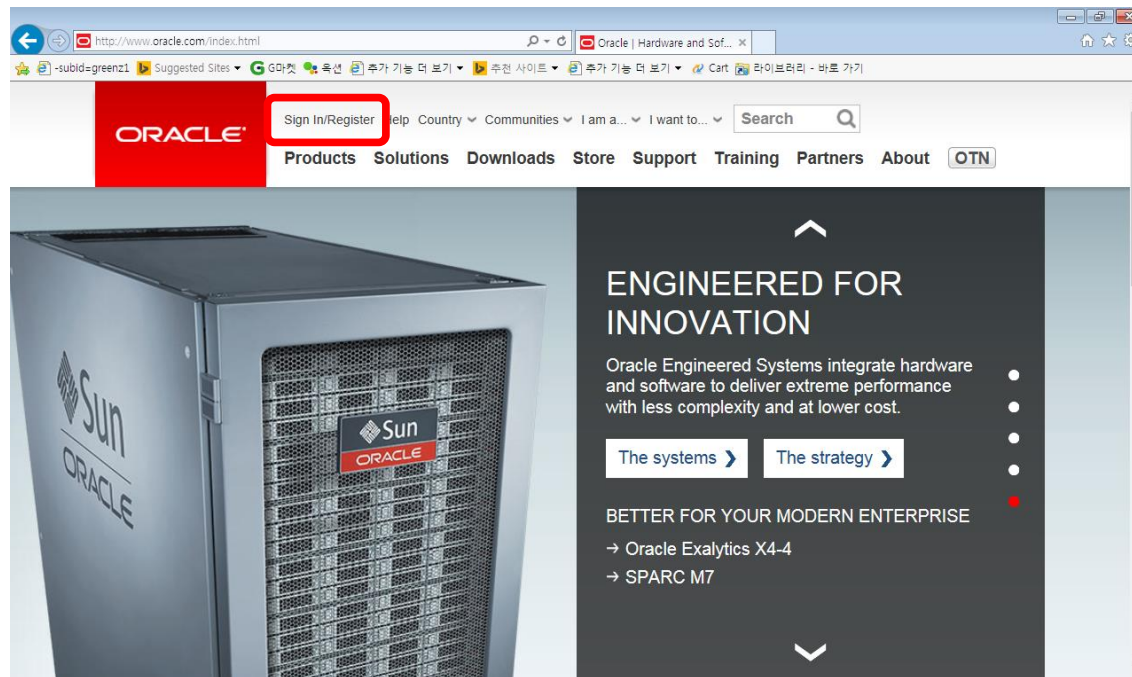 http://www.oracle.com/index.html
Oracle | Hardware and Sof...
-subid=greenz1 Suggested Sites G마켓 옥션 추가 기능 더 보기 추천 사이트 추가 기능 더 보기 Cart 라이브러리 - 바로 가기
ORACLE
Sign In/Register Help Country Communities I am a... I want to... Search
Products Solutions Downloads Store Support Training Partners About OTN
ENGINEERED FOR
INNOVATION
Oracle Engineered Systems integrate hardware
and software to deliver extreme performance
with less complexity and at lower cost.
The systems ❯ The strategy ❯
BETTER FOR YOUR MODERN ENTERPRISE
→ Oracle Exalytics X4-4
→ SPARC M7
Sun
ORACLE
Sun
ORACLE